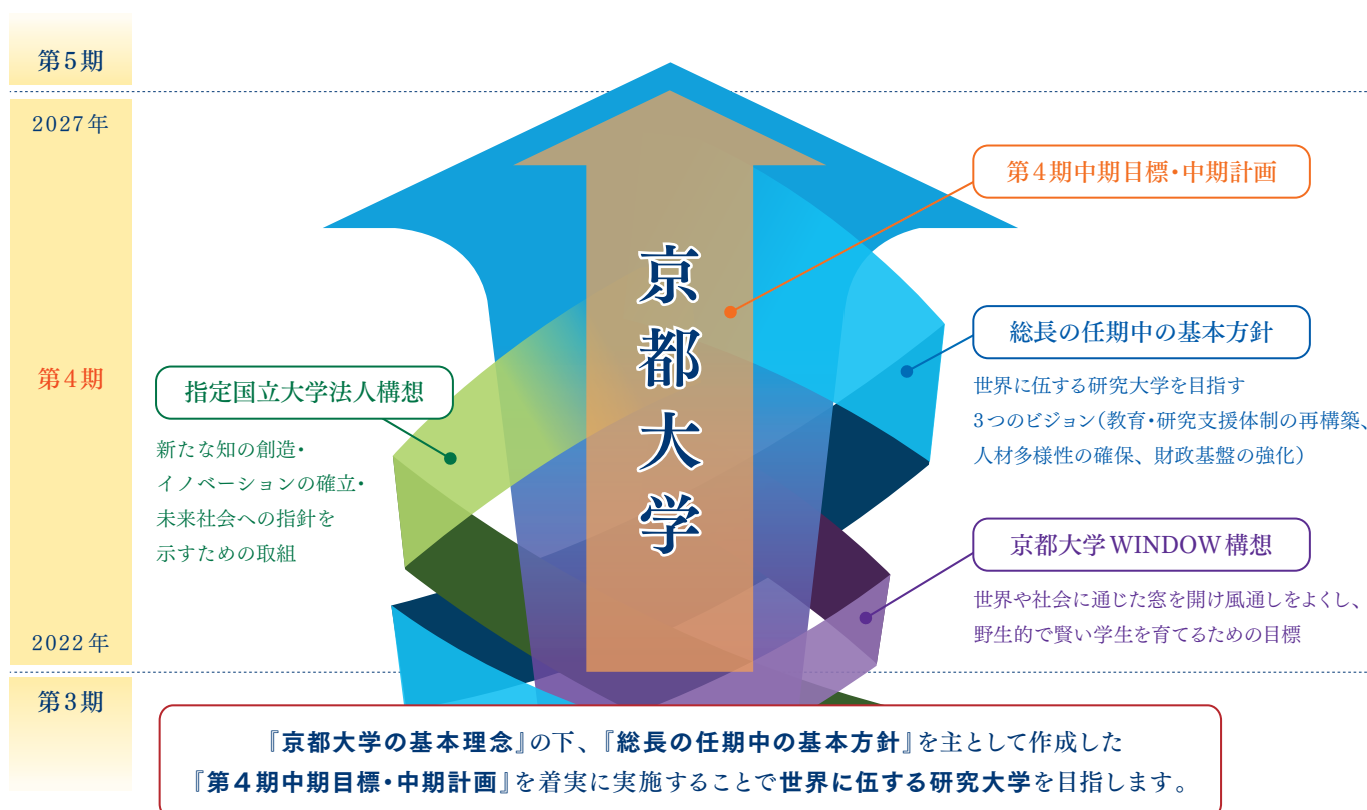 第5期
2027年
第4期
2022年
第3期
京都大学
第4期中期目標・中期計画
総長の任期中の基本方針
世界に伍する研究大学を目指す
3つのビジョン（教育・研究支援体制の再構築、
人材多様性の確保、財政基盤の強化）
指定国立大学法人構想
新たな知の創造・
イノベーションの確立・
未来社会への指針を
示すための取組
京都大学WINDOW構想
世界や社会に通じた窓を開け風通しをよくし、
野生的で賢い学生を育てるための目標
『京都大学の基本理念』の下、『総長の任期中の基本方針』を主として作成した
『第4期中期目標・中期計画』を着実に実施することで世界に伍する研究大学を目指します。